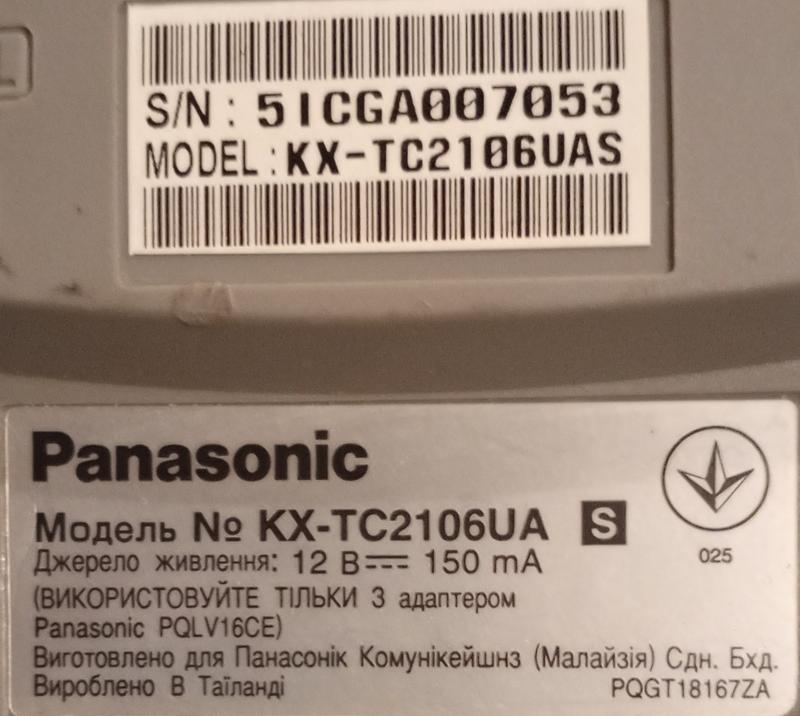 S/N : 5ICGA007053
MODEL : KX-TC2106UAS
Panasonic
Модель № KX-TC2106UA S
025
Джерело живлення: 12 В⎓ 150 mA
(ВИКОРИСТОВУЙТЕ ТІЛЬКИ З адаптером
Panasonic PQLV16CE)
Виготовлено для Панасонік Комунікейшнз (Малайзія) Сдн. Бхд.
Вироблено В Таїланді PQGT18167ZA